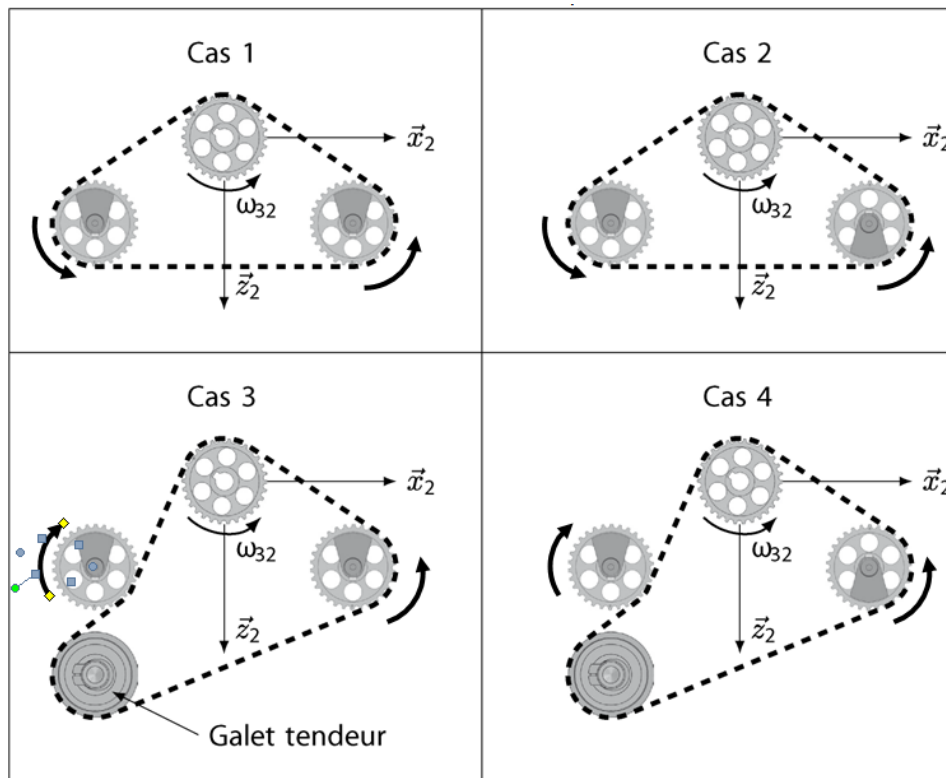 Cas 1
x⃗₂
ω₃₂
z⃗₂
Cas 2
x⃗₂
ω₃₂
z⃗₂
Cas 3
x⃗₂
ω₃₂
z⃗₂
Galet tendeur
Cas 4
x⃗₂
ω₃₂
z⃗₂